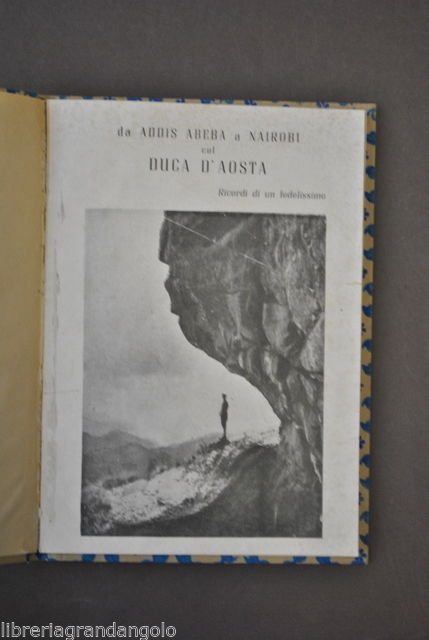 da ADDIS ABEBA a NAIROBI
col
DUCA D'AOSTA
Ricordi di un fedelissimo
libreriagrandangolo